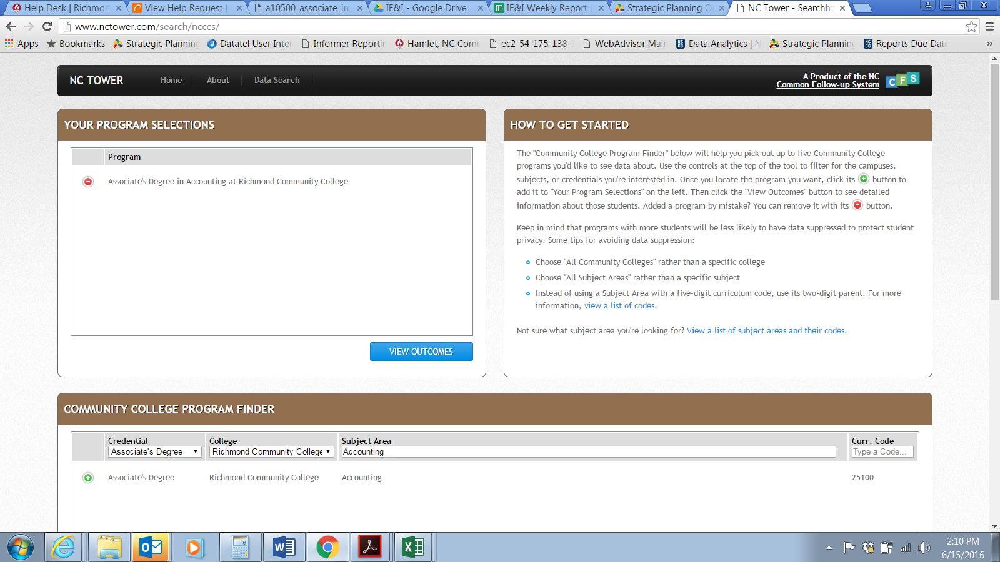 Help Desk | Richmon
View Help Request |
a10500_associate_in_
IE&I - Google Drive
IE&I Weekly Report
Strategic Planning O
NC Tower - Searchht
www.nctower.com/search/ncccs/
Apps
Bookmarks
Strategic Planning
Datatel User Inter
Informer Reportin
Hamlet, NC Com
ec2-54-175-138-
WebAdvisor Mair
Data Analytics | N
Strategic Planning
Reports Due Date
»
NC TOWER
Home
About
Data Search
A Product of the NC
Common Follow-up System
CFS
YOUR PROGRAM SELECTIONS
Program
Associate's Degree in Accounting at Richmond Community College
VIEW OUTCOMES
HOW TO GET STARTED
The "Community College Program Finder" below will help you pick out up to five Community College
programs you'd like to see data about. Use the controls at the top of the tool to filter for the campuses,
subjects, or credentials you're interested in. Once you locate the program you want, click its button to
add it to "Your Program Selections" on the left. Then click the "View Outcomes" button to see detailed
information about those students. Added a program by mistake? You can remove it with its button.
Keep in mind that programs with more students will be less likely to have data suppressed to protect student
privacy. Some tips for avoiding data suppression:
Choose "All Community Colleges" rather than a specific college
Choose "All Subject Areas" rather than a specific subject
Instead of using a Subject Area with a five-digit curriculum code, use its two-digit parent. For more
information, view a list of codes.
Not sure what subject area you're looking for? View a list of subject areas and their codes.
COMMUNITY COLLEGE PROGRAM FINDER
Credential College Subject Area Curr. Code
Associate's Degree Richmond Community College Accounting Type a Code...
Associate's Degree Richmond Community College Accounting 25100
2:10 PM
6/15/2016